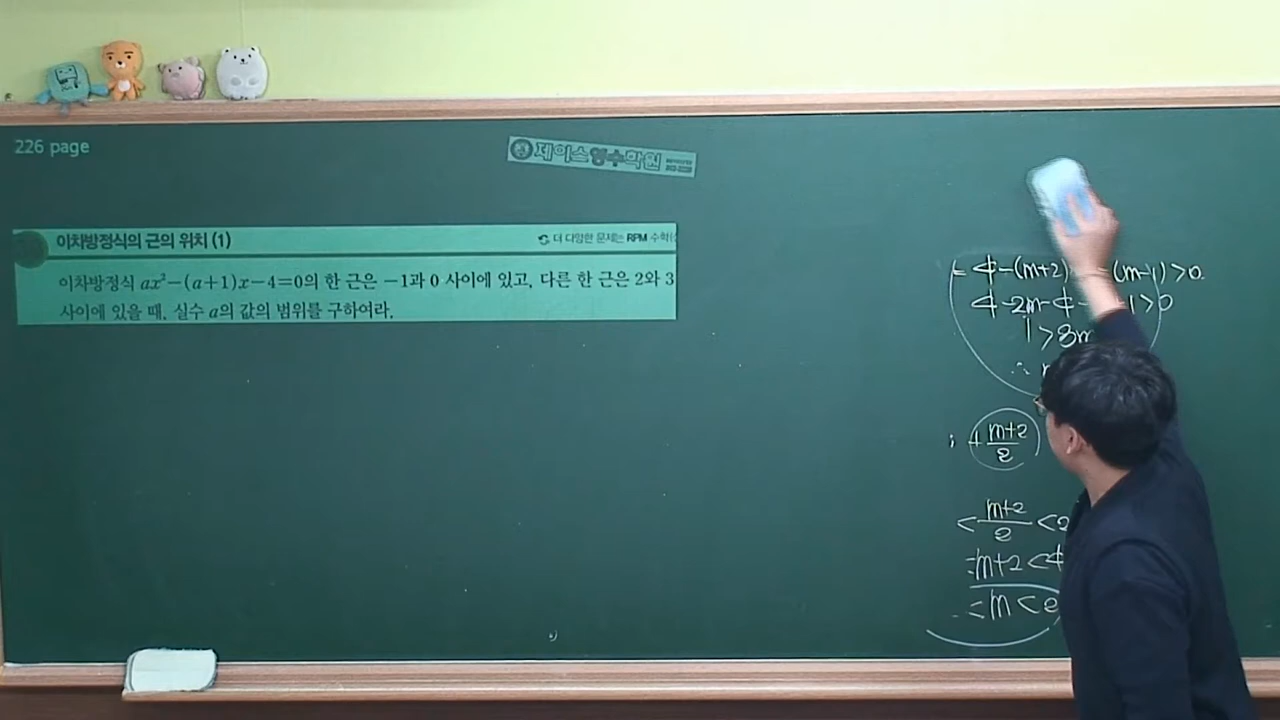 226 page
제이스영수학원
이차방정식의 근의 위치 (1)
더 다양한 문제는 RPM 수학(
이차방정식 ax²−(a+1)x−4=0의 한 근은 −1과 0 사이에 있고, 다른 한 근은 2와 3
사이에 있을 때, 실수 a의 값의 범위를 구하여라.
4-(m+2) (m-1)>0
4-2m-4- 1>0
1>3m
∴
m+2/2
<m+2/2<2
m+2<4
m<2